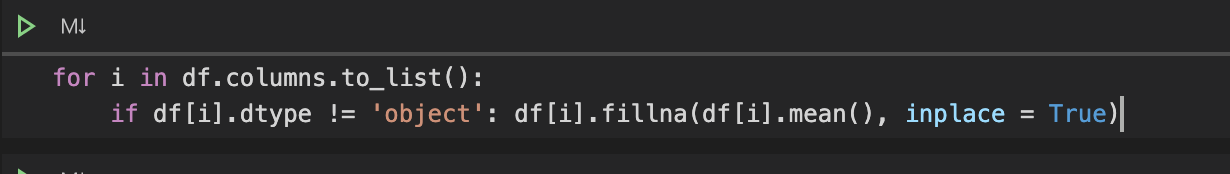 M↓
for i in df.columns.to_list():
    if df[i].dtype != 'object': df[i].fillna(df[i].mean(), inplace = True)